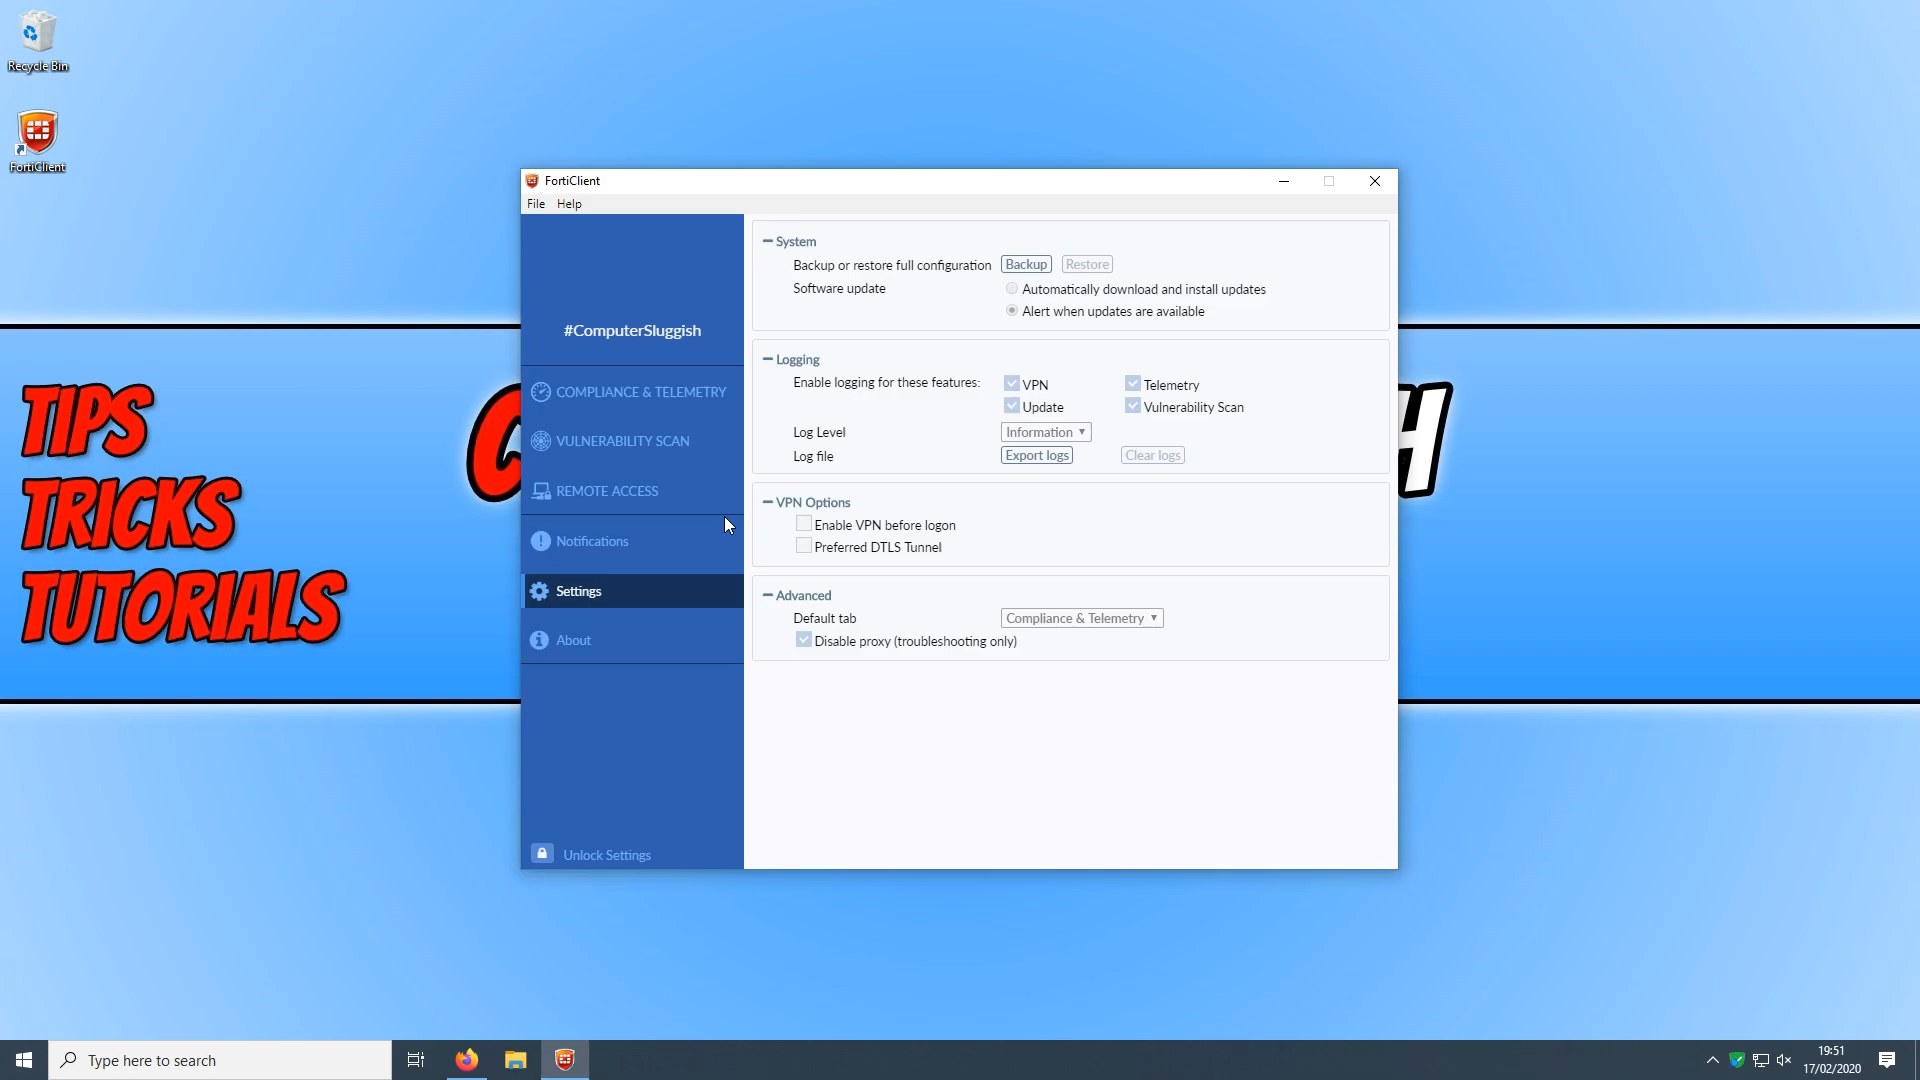 Recycle Bin
FortiClient
TIPS
TRICKS
TUTORIALS
C
H
FortiClient
File Help
#ComputerSluggish
COMPLIANCE & TELEMETRY
VULNERABILITY SCAN
REMOTE ACCESS
Notifications
Settings
About
Unlock Settings
System
Backup or restore full configuration Backup Restore
Software update Automatically download and install updates
Alert when updates are available
Logging
Enable logging for these features: VPN Telemetry
Update Vulnerability Scan
Log Level Information
Log file Export logs Clear logs
VPN Options
Enable VPN before logon
Preferred DTLS Tunnel
Advanced
Default tab Compliance & Telemetry
Disable proxy (troubleshooting only)
Type here to search
19:51
17/02/2020